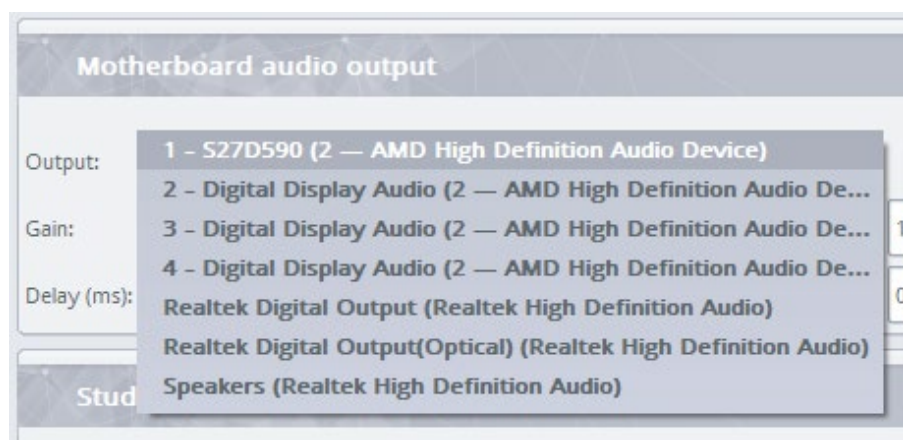 Motherboard audio output
Output:
1 - S27D590 (2 — AMD High Definition Audio Device)
2 - Digital Display Audio (2 — AMD High Definition Audio De...
Gain:
3 - Digital Display Audio (2 — AMD High Definition Audio De...
1
4 - Digital Display Audio (2 — AMD High Definition Audio De...
Delay (ms):
0
Realtek Digital Output (Realtek High Definition Audio)
Realtek Digital Output(Optical) (Realtek High Definition Audio)
Speakers (Realtek High Definition Audio)
Stud